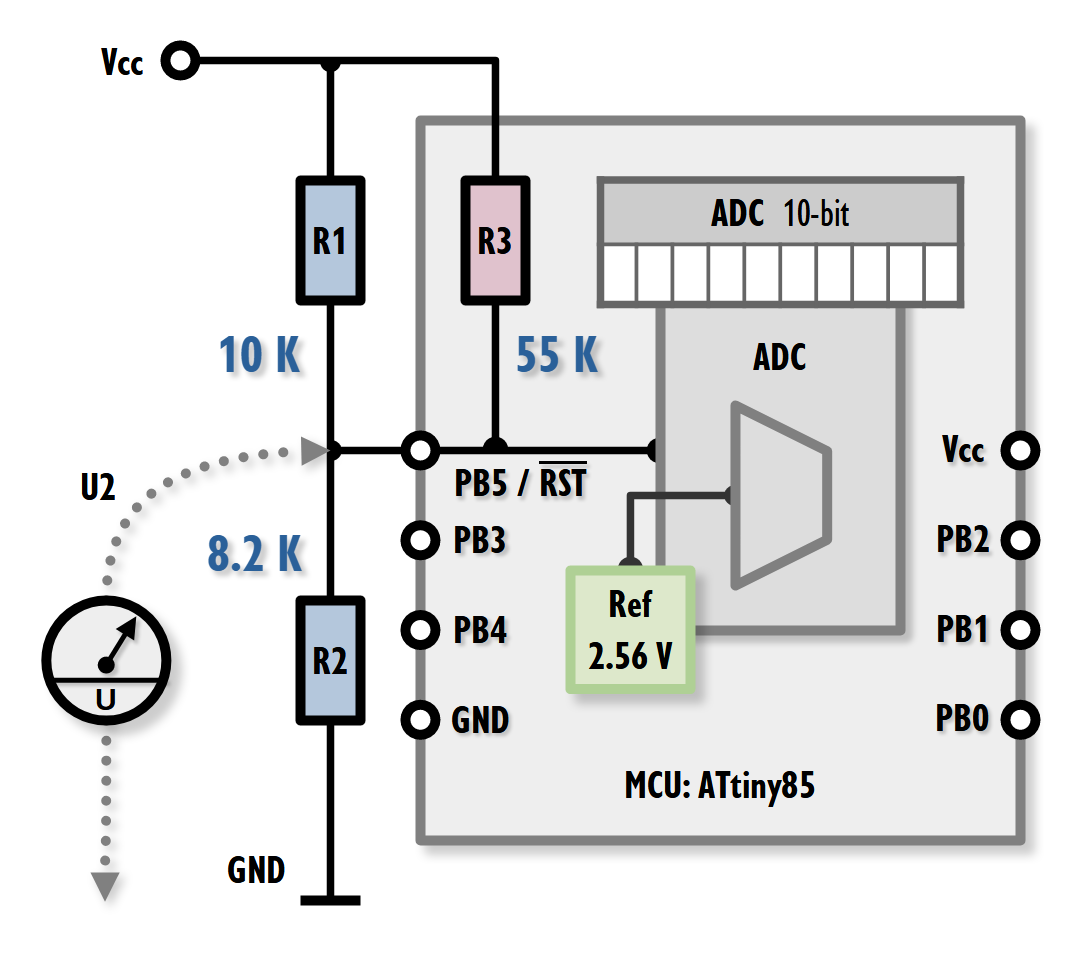 Vcc
R1
R3
ADC 10-bit
10 K
55 K
ADC
U2
PB5 / RST
Vcc
8.2 K
PB3
PB2
Ref
2.56 V
PB4
PB1
R2
U
GND
PB0
MCU: ATtiny85
GND